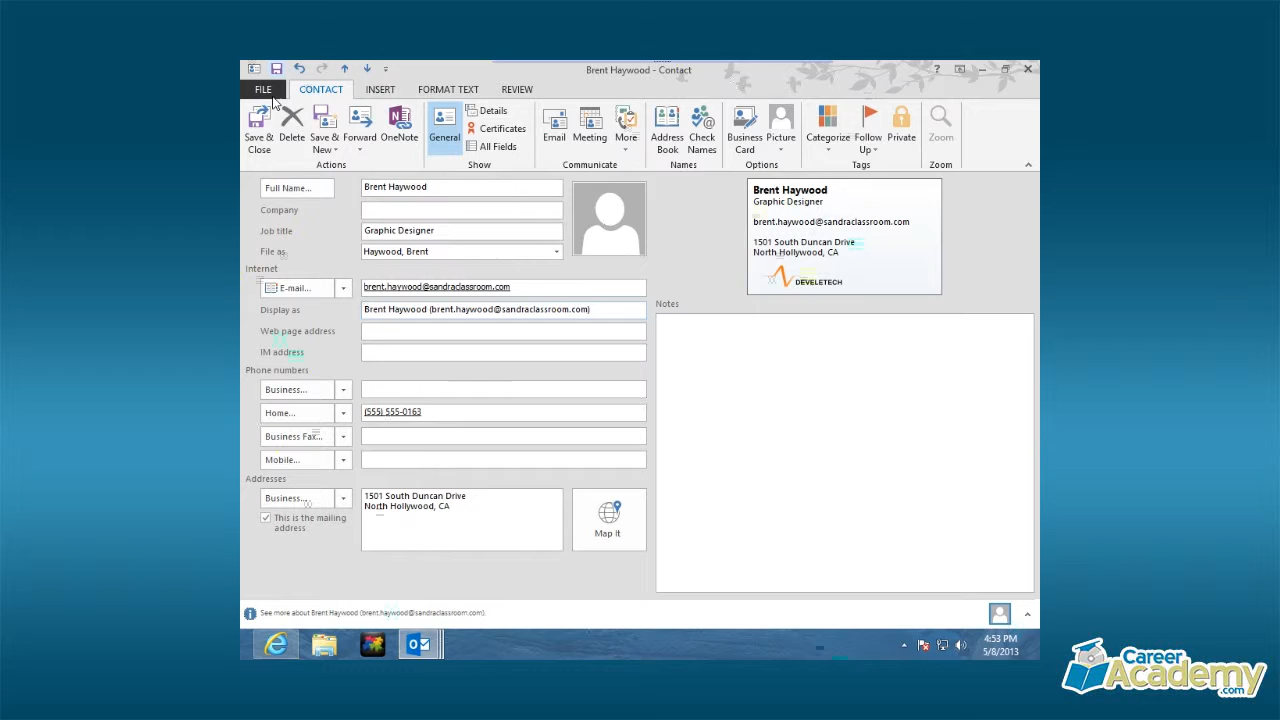 Brent Haywood - Contact
?
FILE
CONTACT
INSERT
FORMAT TEXT
REVIEW
Save & Close
Delete
Save & New
Forward
OneNote
Actions
General
Details
Certificates
All Fields
Show
Email
Meeting
More
Communicate
Address Book
Check Names
Names
Business Card
Picture
Options
Categorize
Follow Up
Private
Tags
Zoom
Zoom
Full Name...
Brent Haywood
Company
Job title
Graphic Designer
File as
Haywood, Brent
Internet
E-mail...
brent.haywood@sandraclassroom.com
Display as
Brent Haywood (brent.haywood@sandraclassroom.com)
Web page address
IM address
Phone numbers
Business...
Home...
(555) 555-0163
Business Fax...
Mobile...
Addresses
Business...
1501 South Duncan Drive
North Hollywood, CA
This is the mailing
address
Map It
Brent Haywood
Graphic Designer
brent.haywood@sandraclassroom.com
1501 South Duncan Drive
North Hollywood, CA
DEVELETECH
Notes
See more about Brent Haywood (brent.haywood@sandraclassroom.com).
4:53 PM
5/8/2013
Career
Academy
.com